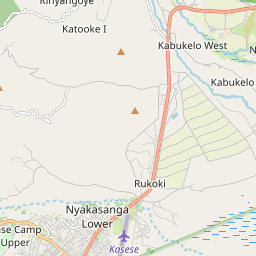 Kinyangoye
Katooke I
Kabukelo West
Kabukelo
Rukoki
Nyakasanga
Lower
ase Camp
Upper
Kasese